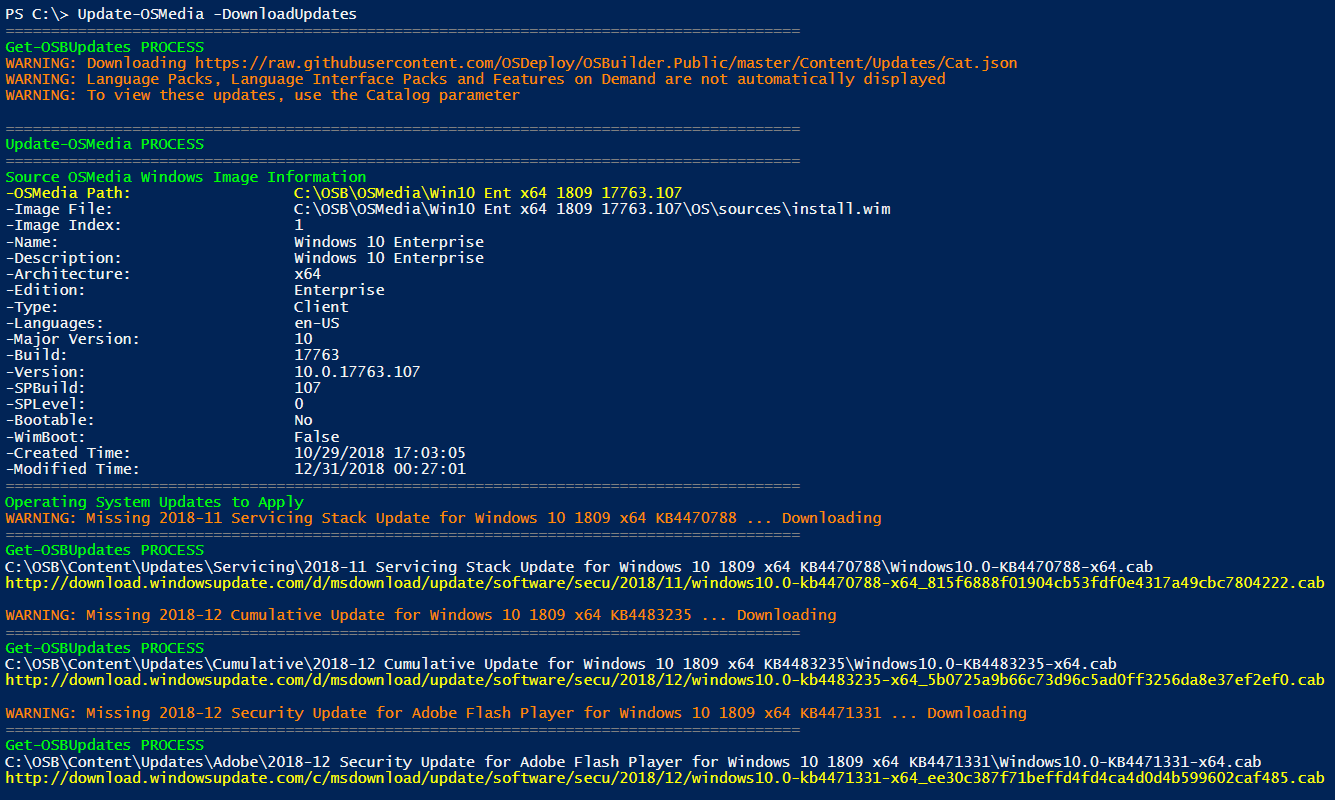 PS C:\> Update-OSMedia -DownloadUpdates
========================================================================================
Get-OSBUpdates PROCESS
WARNING: Downloading https://raw.githubusercontent.com/OSDeploy/OSBuilder.Public/master/Content/Updates/Cat.json
WARNING: Language Packs, Language Interface Packs and Features on Demand are not automatically displayed
WARNING: To view these updates, use the Catalog parameter
========================================================================================
Update-OSMedia PROCESS
========================================================================================
Source OSMedia Windows Image Information
-OSMedia Path: C:\OSB\OSMedia\Win10 Ent x64 1809 17763.107
-Image File: C:\OSB\OSMedia\Win10 Ent x64 1809 17763.107\OS\sources\install.wim
-Image Index: 1
-Name: Windows 10 Enterprise
-Description: Windows 10 Enterprise
-Architecture: x64
-Edition: Enterprise
-Type: Client
-Languages: en-US
-Major Version: 10
-Build: 17763
-Version: 10.0.17763.107
-SPBuild: 107
-SPLevel: 0
-Bootable: No
-WimBoot: False
-Created Time: 10/29/2018 17:03:05
-Modified Time: 12/31/2018 00:27:01
========================================================================================
Operating System Updates to Apply
WARNING: Missing 2018-11 Servicing Stack Update for Windows 10 1809 x64 KB4470788 ... Downloading
========================================================================================
Get-OSBUpdates PROCESS
C:\OSB\Content\Updates\Servicing\2018-11 Servicing Stack Update for Windows 10 1809 x64 KB4470788\Windows10.0-KB4470788-x64.cab
http://download.windowsupdate.com/d/msdownload/update/software/secu/2018/11/windows10.0-kb4470788-x64_815f6888f01904cb53fdf0e4317a49cbc7804222.cab
WARNING: Missing 2018-12 Cumulative Update for Windows 10 1809 x64 KB4483235 ... Downloading
========================================================================================
Get-OSBUpdates PROCESS
C:\OSB\Content\Updates\Cumulative\2018-12 Cumulative Update for Windows 10 1809 x64 KB4483235\Windows10.0-KB4483235-x64.cab
http://download.windowsupdate.com/d/msdownload/update/software/secu/2018/12/windows10.0-kb4483235-x64_5b0725a9b66c73d96c5ad0ff3256da8e37ef2ef0.cab
WARNING: Missing 2018-12 Security Update for Adobe Flash Player for Windows 10 1809 x64 KB4471331 ... Downloading
========================================================================================
Get-OSBUpdates PROCESS
C:\OSB\Content\Updates\Adobe\2018-12 Security Update for Adobe Flash Player for Windows 10 1809 x64 KB4471331\Windows10.0-KB4471331-x64.cab
http://download.windowsupdate.com/c/msdownload/update/software/secu/2018/12/windows10.0-kb4471331-x64_ee30c387f71beffd4fd4ca4d0d4b599602caf485.cab